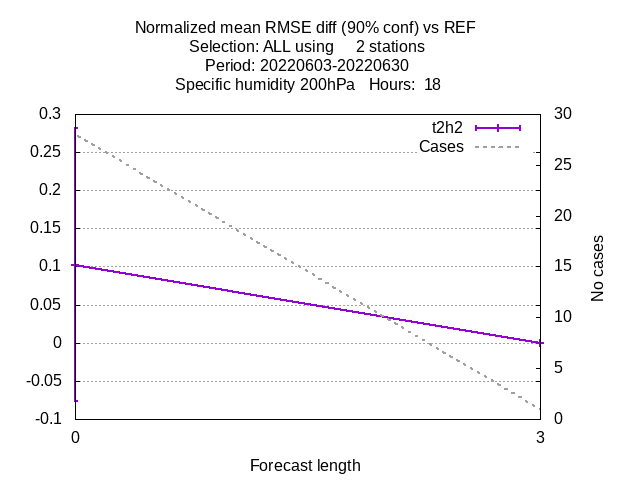 Normalized mean RMSE diff (90% conf) vs REF
Selection: ALL using     2 stations
Period: 20220603-20220630
Specific humidity 200hPa   Hours:  18
t2h2
Cases
0.3
0.25
0.2
0.15
0.1
0.05
0
-0.05
-0.1
30
25
20
15
10
5
0
No cases
0
3
Forecast length